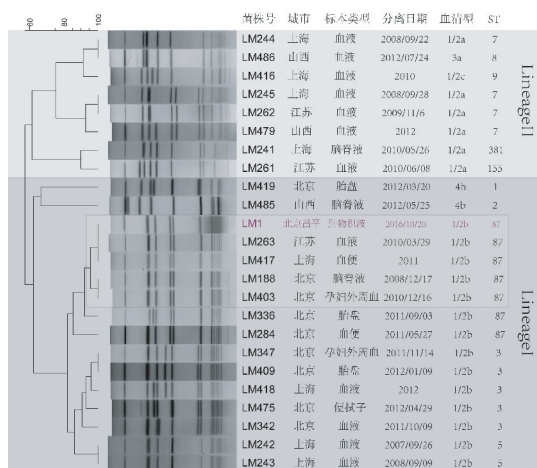 60 80 100 100 菌株号 城市 标本类型 分离日期 血清型 ST
LM244 上海 血液 2008/09/22 1/2a 7
LM486 山西 血液 2012/07/24 3a 8
LM416 上海 血液 2010 1/2c 9
LM245 上海 血液 2008/09/28 1/2a 7
LM262 江苏 血液 2009/11/6 1/2a 7
LM479 山西 血液 2012 1/2a 7
LM241 上海 脑脊液 2010/05/26 1/2a 381
LM261 江苏 血液 2010/06/08 1/2a 155
LineageII
LM419 北京 胎盘 2012/03/20 4b 1
LM485 山西 脑脊液 2012/05/25 4b 2
LM1 北京昌平 物积液 2016/10/20 1/2b 87
LM263 江苏 血液 2010/03/29 1/2b 87
LM417 上海 血便 2011 1/2b 87
LM188 北京 脑脊液 2008/12/17 1/2b 87
LM403 北京 孕妇外周血 2010/12/16 1/2b 87
LM336 北京 胎盘 2011/09/03 1/2b 87
LM284 北京 血便 2011/05/27 1/2b 87
LM347 北京 孕妇外周血 2011/11/14 1/2b 3
LM409 北京 胎盘 2012/01/09 1/2b 3
LM418 上海 血液 2012 1/2b 3
LM475 北京 便拭子 2012/04/29 1/2b 3
LM342 北京 血液 2011/10/09 1/2b 3
LM242 上海 血液 2007/09/26 1/2b 5
LM243 上海 血液 2008/09/09 1/2b 5
LineageI